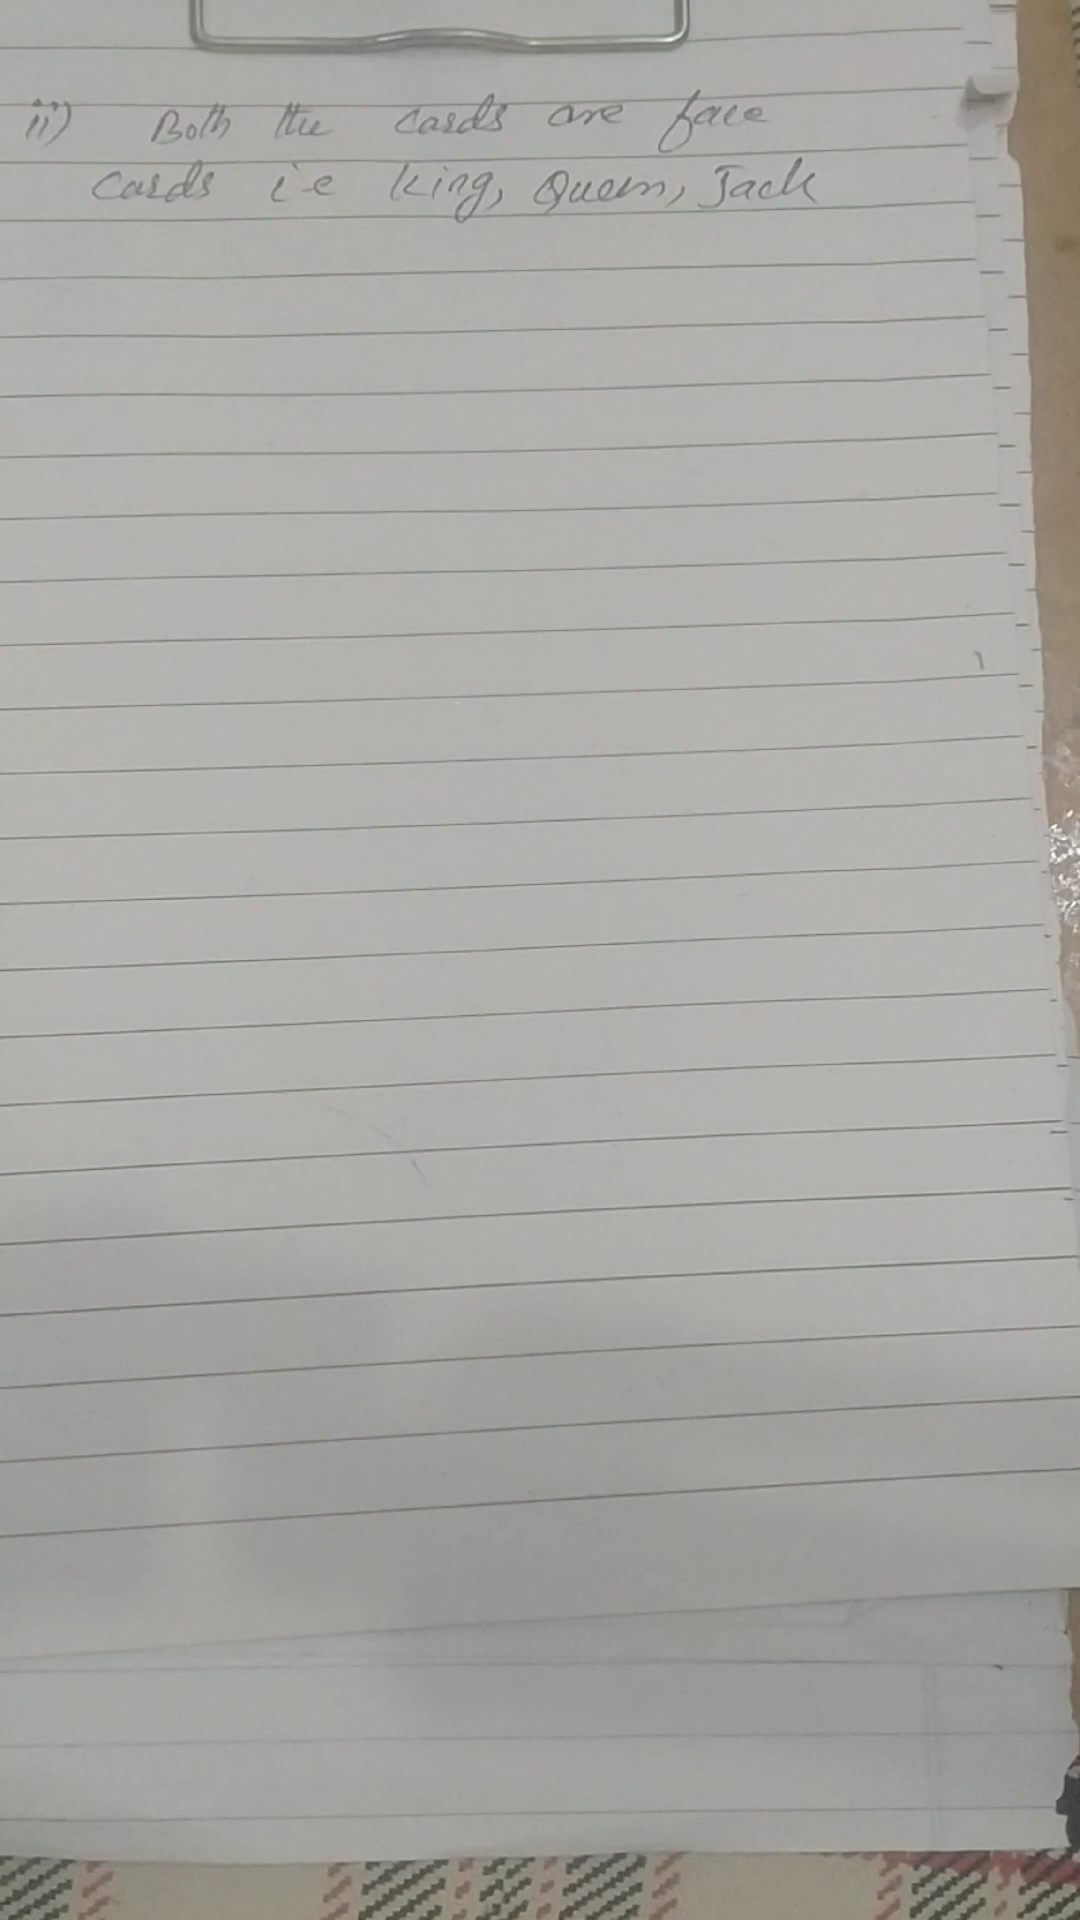 ii) Both the cards are face
cards i.e King, Queen, Jack